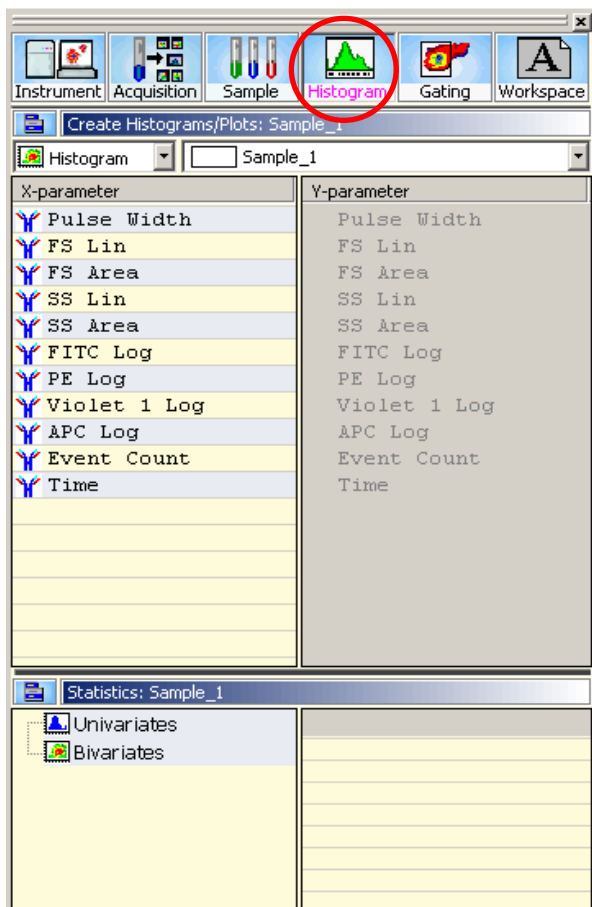 Instrument Acquisition Sample Histogram Gating Workspace
Create Histograms/Plots: Sample_1
Histogram Sample_1
X-parameter Y-parameter
Pulse Width Pulse Width
FS Lin FS Lin
FS Area FS Area
SS Lin SS Lin
SS Area SS Area
FITC Log FITC Log
PE Log PE Log
Violet 1 Log Violet 1 Log
APC Log APC Log
Event Count Event Count
Time Time
Statistics: Sample_1
Univariates
Bivariates